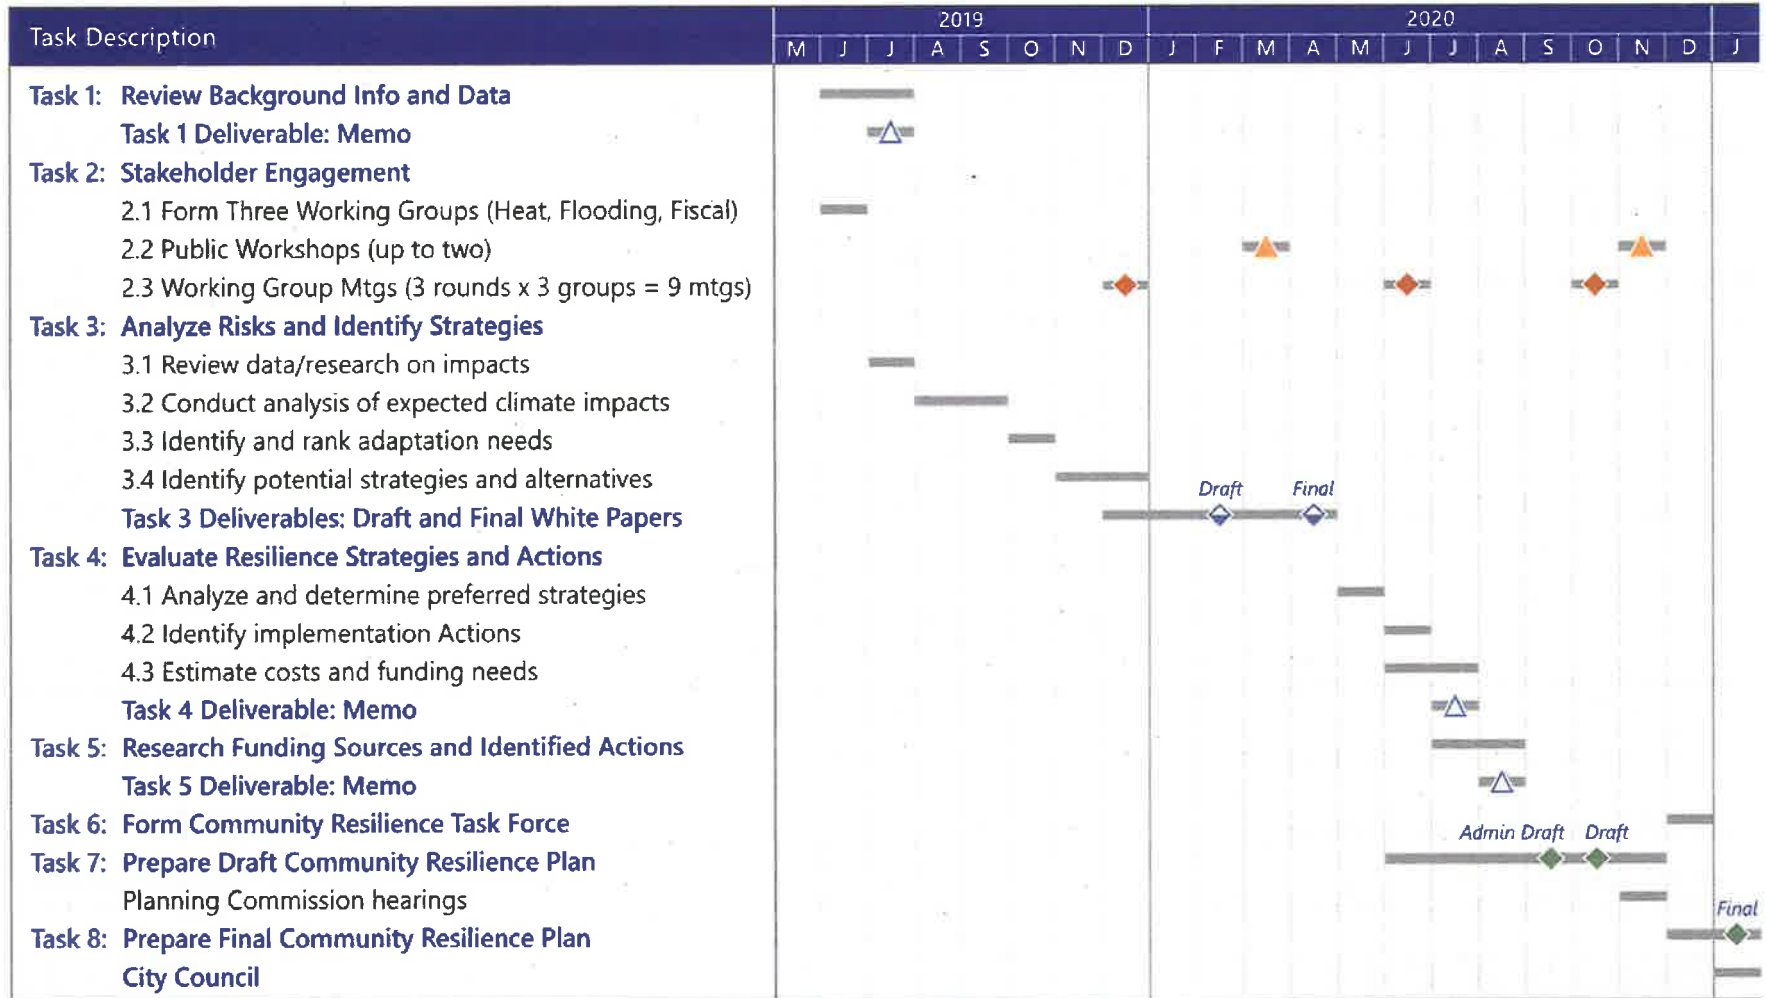 2019 2020
Task Description
M J J A S O N D J F M A M J J A S O N D J
Task 1: Review Background Info and Data
Task 1 Deliverable: Memo
Task 2: Stakeholder Engagement
2.1 Form Three Working Groups (Heat, Flooding, Fiscal)
2.2 Public Workshops (up to two)
2.3 Working Group Mtgs (3 rounds x 3 groups = 9 mtgs)
Task 3: Analyze Risks and Identify Strategies
3.1 Review data/research on impacts
3.2 Conduct analysis of expected climate impacts
3.3 Identify and rank adaptation needs
3.4 Identify potential strategies and alternatives
Draft Final
Task 3 Deliverables: Draft and Final White Papers
Task 4: Evaluate Resilience Strategies and Actions
4.1 Analyze and determine preferred strategies
4.2 Identify implementation Actions
4.3 Estimate costs and funding needs
Task 4 Deliverable: Memo
Task 5: Research Funding Sources and Identified Actions
Task 5 Deliverable: Memo
Task 6: Form Community Resilience Task Force
Admin Draft Draft
Task 7: Prepare Draft Community Resilience Plan
Planning Commission hearings
Final
Task 8: Prepare Final Community Resilience Plan
City Council